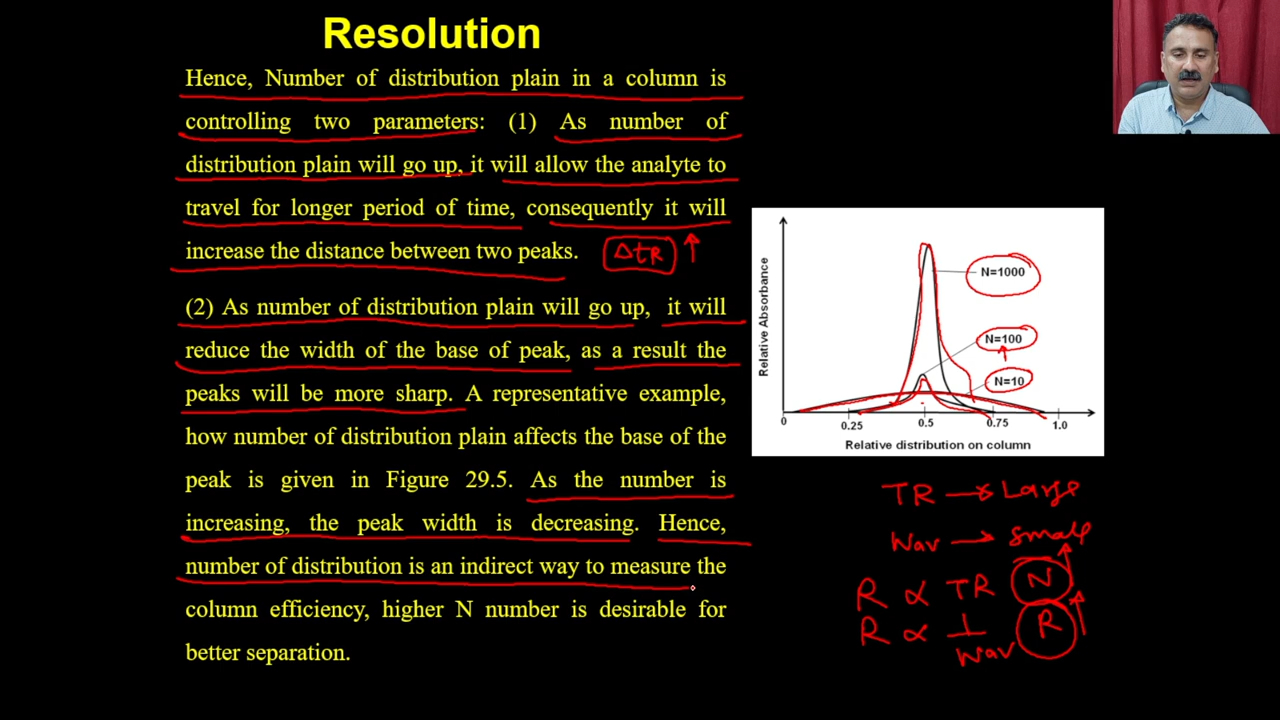 Resolution
Hence, Number of distribution plain in a column is
controlling two parameters: (1) As number of
distribution plain will go up, it will allow the analyte to
travel for longer period of time, consequently it will
increase the distance between two peaks. ΔtR ↑
(2) As number of distribution plain will go up, it will
reduce the width of the base of peak, as a result the
peaks will be more sharp. A representative example,
how number of distribution plain affects the base of the
peak is given in Figure 29.5. As the number is
increasing, the peak width is decreasing. Hence,
number of distribution is an indirect way to measure the
column efficiency, higher N number is desirable for
better separation.
Relative Absorbance
N=1000
N=100
N=10
0 0.25 0.5 0.75 1.0
Relative distribution on column
TR → Large
Wav → Small
R ∝ TR N ↑
R ∝ 1/Wav R ↑